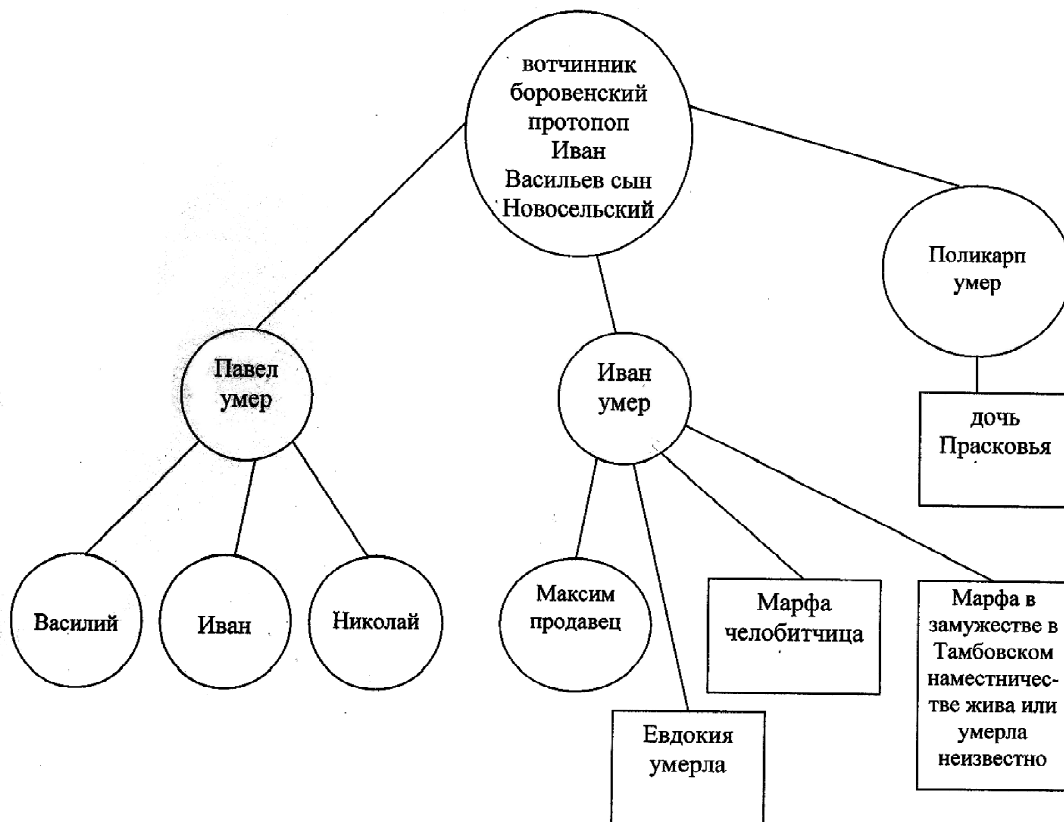 вотчинник
боровенский
протопоп
Иван
Васильев сын
Новосельский
Поликарп
умер
Павел
умер
Иван
умер
дочь
Прасковья
Василий
Иван
Николай
Максим
продавец
Марфа
челобитчица
Марфа в
замужестве в
Тамбовском
наместничес-
тве жива или
умерла
неизвестно
Евдокия
умерла